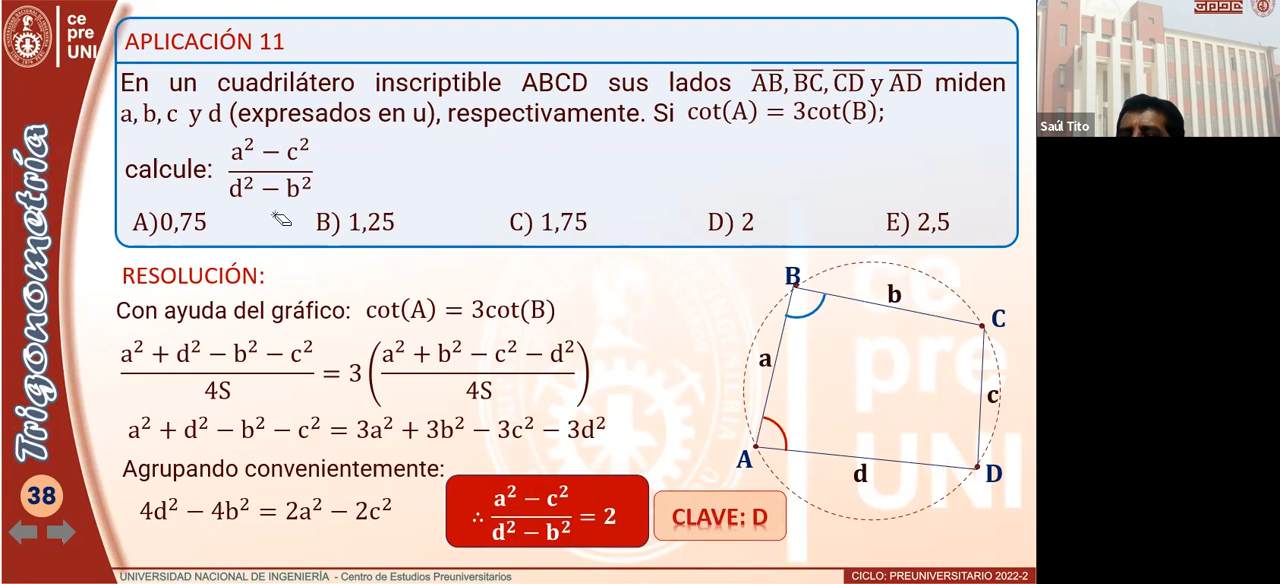 ce
pre
UNI
APLICACIÓN 11
En un cuadrilátero inscriptible ABCD sus lados A̅B̅, B̅C̅, C̅D̅ y A̅D̅ miden
a, b, c y d (expresados en u), respectivamente. Si cot(A) = 3cot(B);
calcule: (a² − c²)/(d² − b²)
A)0,75 B) 1,25 C) 1,75 D) 2 E) 2,5
Saúl Tito
Trigonometría
38
RESOLUCIÓN:
Con ayuda del gráfico: cot(A) = 3cot(B)
(a² + d² − b² − c²)/4S = 3((a² + b² − c² − d²)/4S)
a² + d² − b² − c² = 3a² + 3b² − 3c² − 3d²
Agrupando convenientemente:
4d² − 4b² = 2a² − 2c²
∴ (a² − c²)/(d² − b²) = 2
CLAVE: D
B
b
C
a
c
A
d
D
ce
pre
UNI
UNIVERSIDAD NACIONAL DE INGENIERÍA - Centro de Estudios Preuniversitarios
CICLO: PREUNIVERSITARIO 2022-2